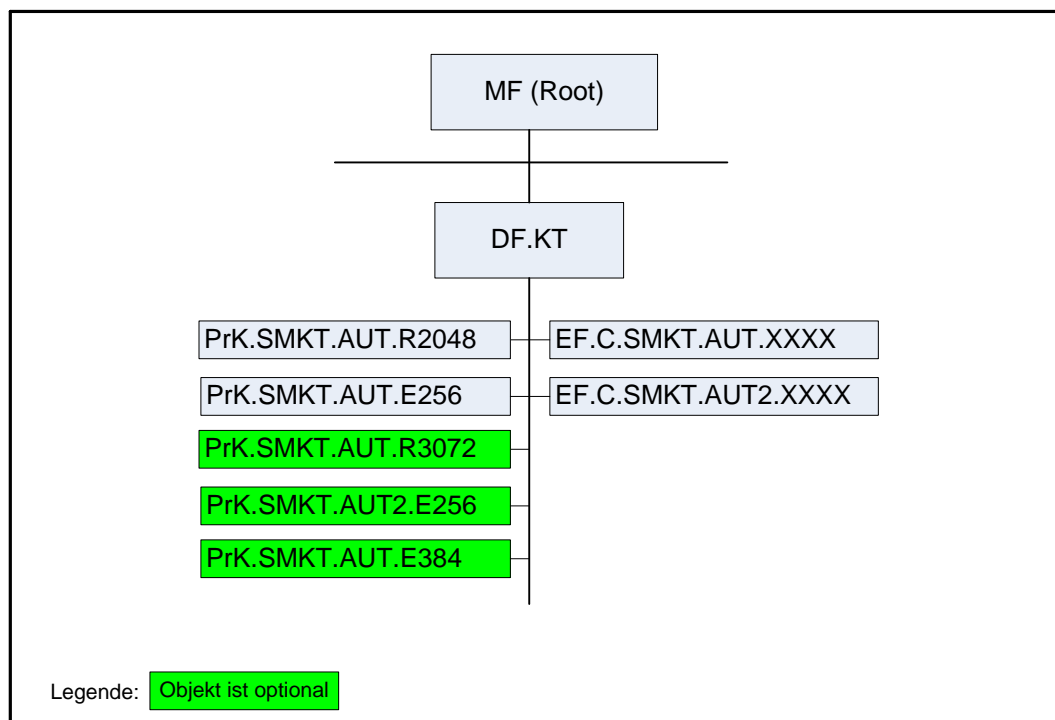 MF (Root)
DF.KT
PrK.SMKT.AUT.R2048
EF.C.SMKT.AUT.XXXX
PrK.SMKT.AUT.E256
EF.C.SMKT.AUT2.XXXX
PrK.SMKT.AUT.R3072
PrK.SMKT.AUT2.E256
PrK.SMKT.AUT.E384
Legende: Objekt ist optional